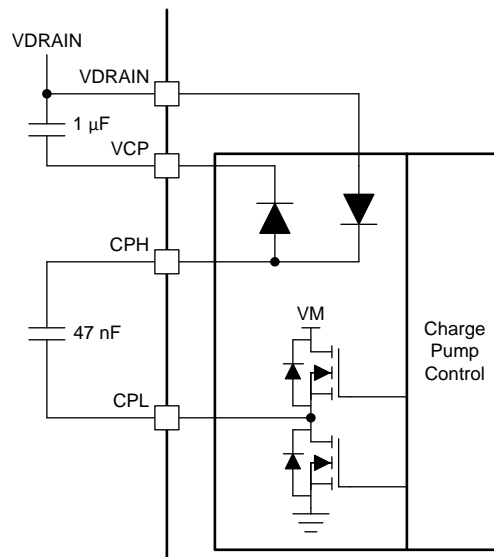 VDRAIN
VDRAIN
1 µF
VCP
CPH
47 nF
VM
Charge
Pump
Control
CPL